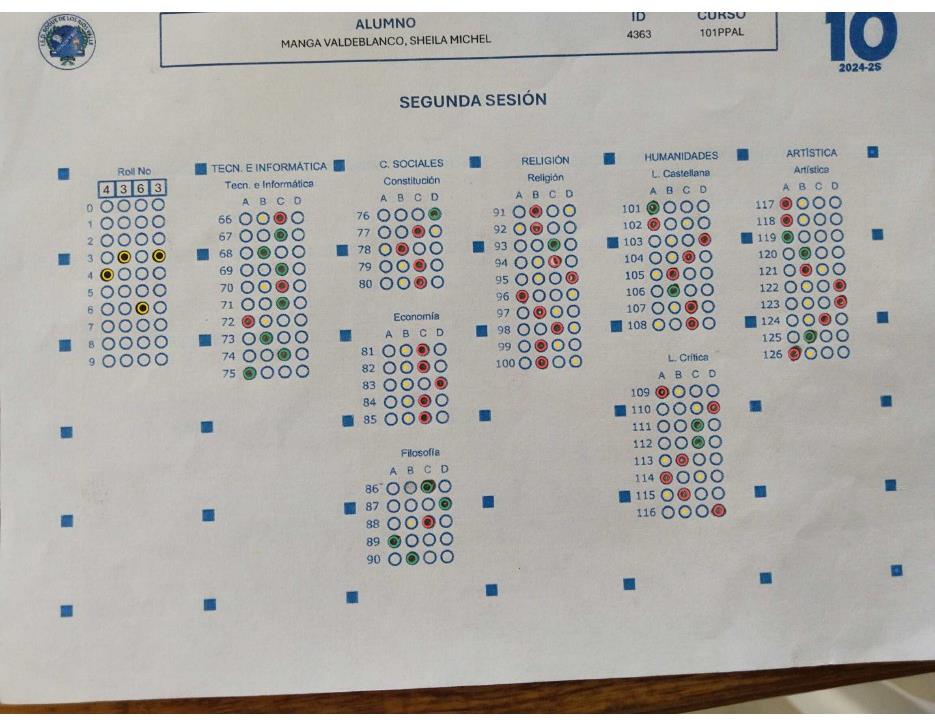 ALUMNO
MANGA VALDEBLANCO, SHEILA MICHEL
ID
4363
CURSO
101PPAL
10
2024-2S
SEGUNDA SESIÓN
Roll No
4 3 6 3
0
1
2
3
4
5
6
7
8
9
TECN. E INFORMÁTICA
Tecn. e Informática
A B C D
66
67
68
69
70
71
72
73
74
75
C. SOCIALES
Constitución
A B C D
76
77
78
79
80
Economía
A B C D
81
82
83
84
85
Filosofía
A B C D
86
87
88
89
90
RELIGIÓN
Religión
A B C D
91
92
93
94
95
96
97
98
99
100
HUMANIDADES
L. Castellana
A B C D
101
102
103
104
105
106
107
108
L. Crítica
A B C D
109
110
111
112
113
114
115
116
ARTÍSTICA
Artística
A B C D
117
118
119
120
121
122
123
124
125
126